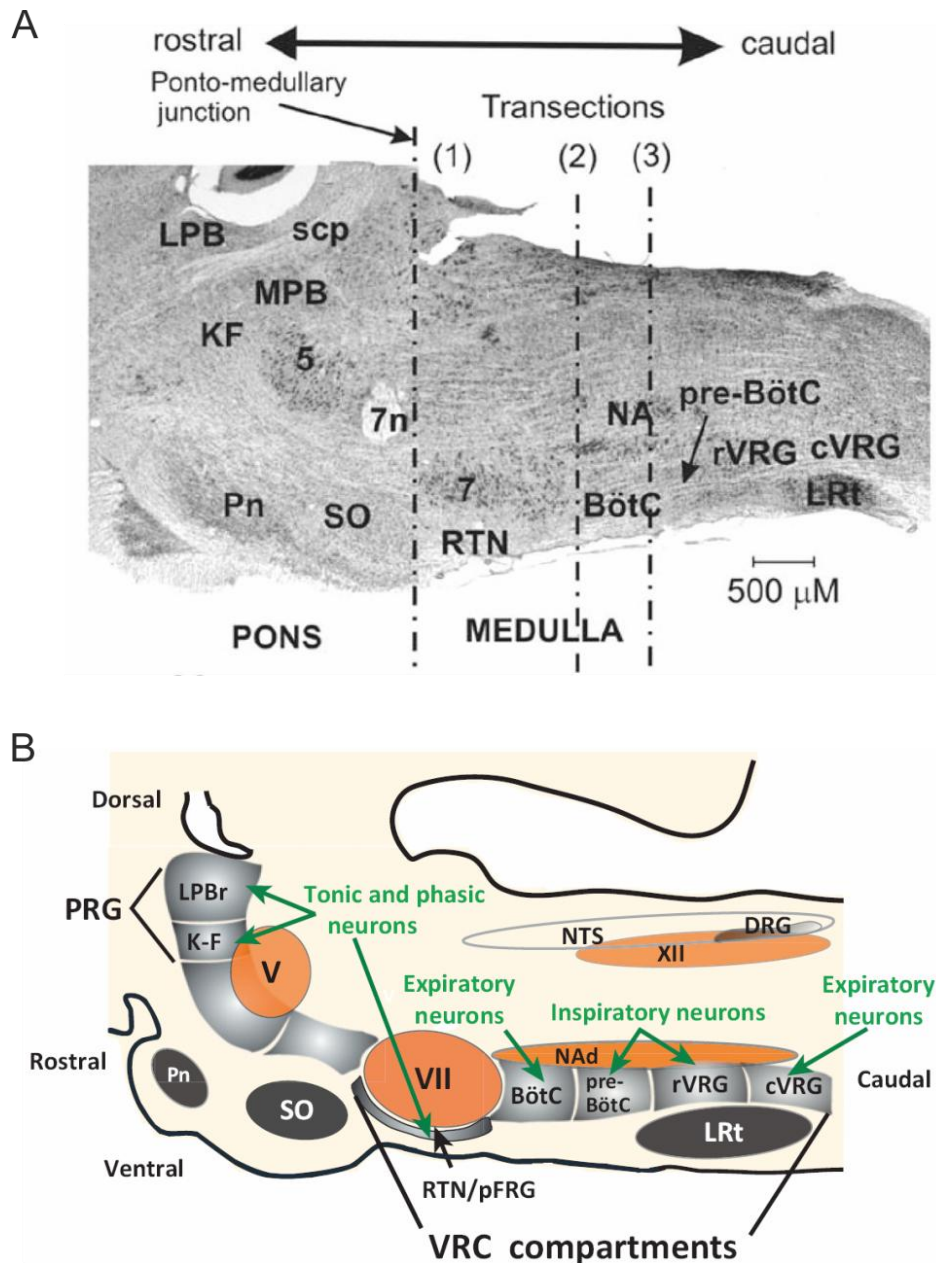 A
rostral
caudal
Ponto-medullary
junction
Transections
(1)
(2)
(3)
LPB
scp
MPB
KF
5
7n
NA
pre-BötC
rVRG
cVRG
7
Pn
SO
BötC
LRt
RTN
500 µM
PONS
MEDULLA
B
Dorsal
PRG
LPBr
K-F
V
Tonic and phasic
neurons
NTS
DRG
XII
Expiratory
neurons
Inspiratory neurons
Expiratory
neurons
Rostral
Pn
SO
VII
NAd
BötC
pre-
BötC
rVRG
cVRG
Caudal
LRt
Ventral
RTN/pFRG
VRC compartments